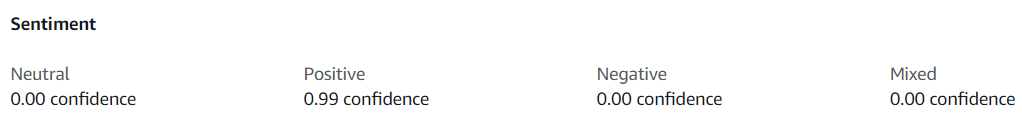 Sentiment
Neutral Positive Negative Mixed
0.00 confidence 0.99 confidence 0.00 confidence 0.00 confidence